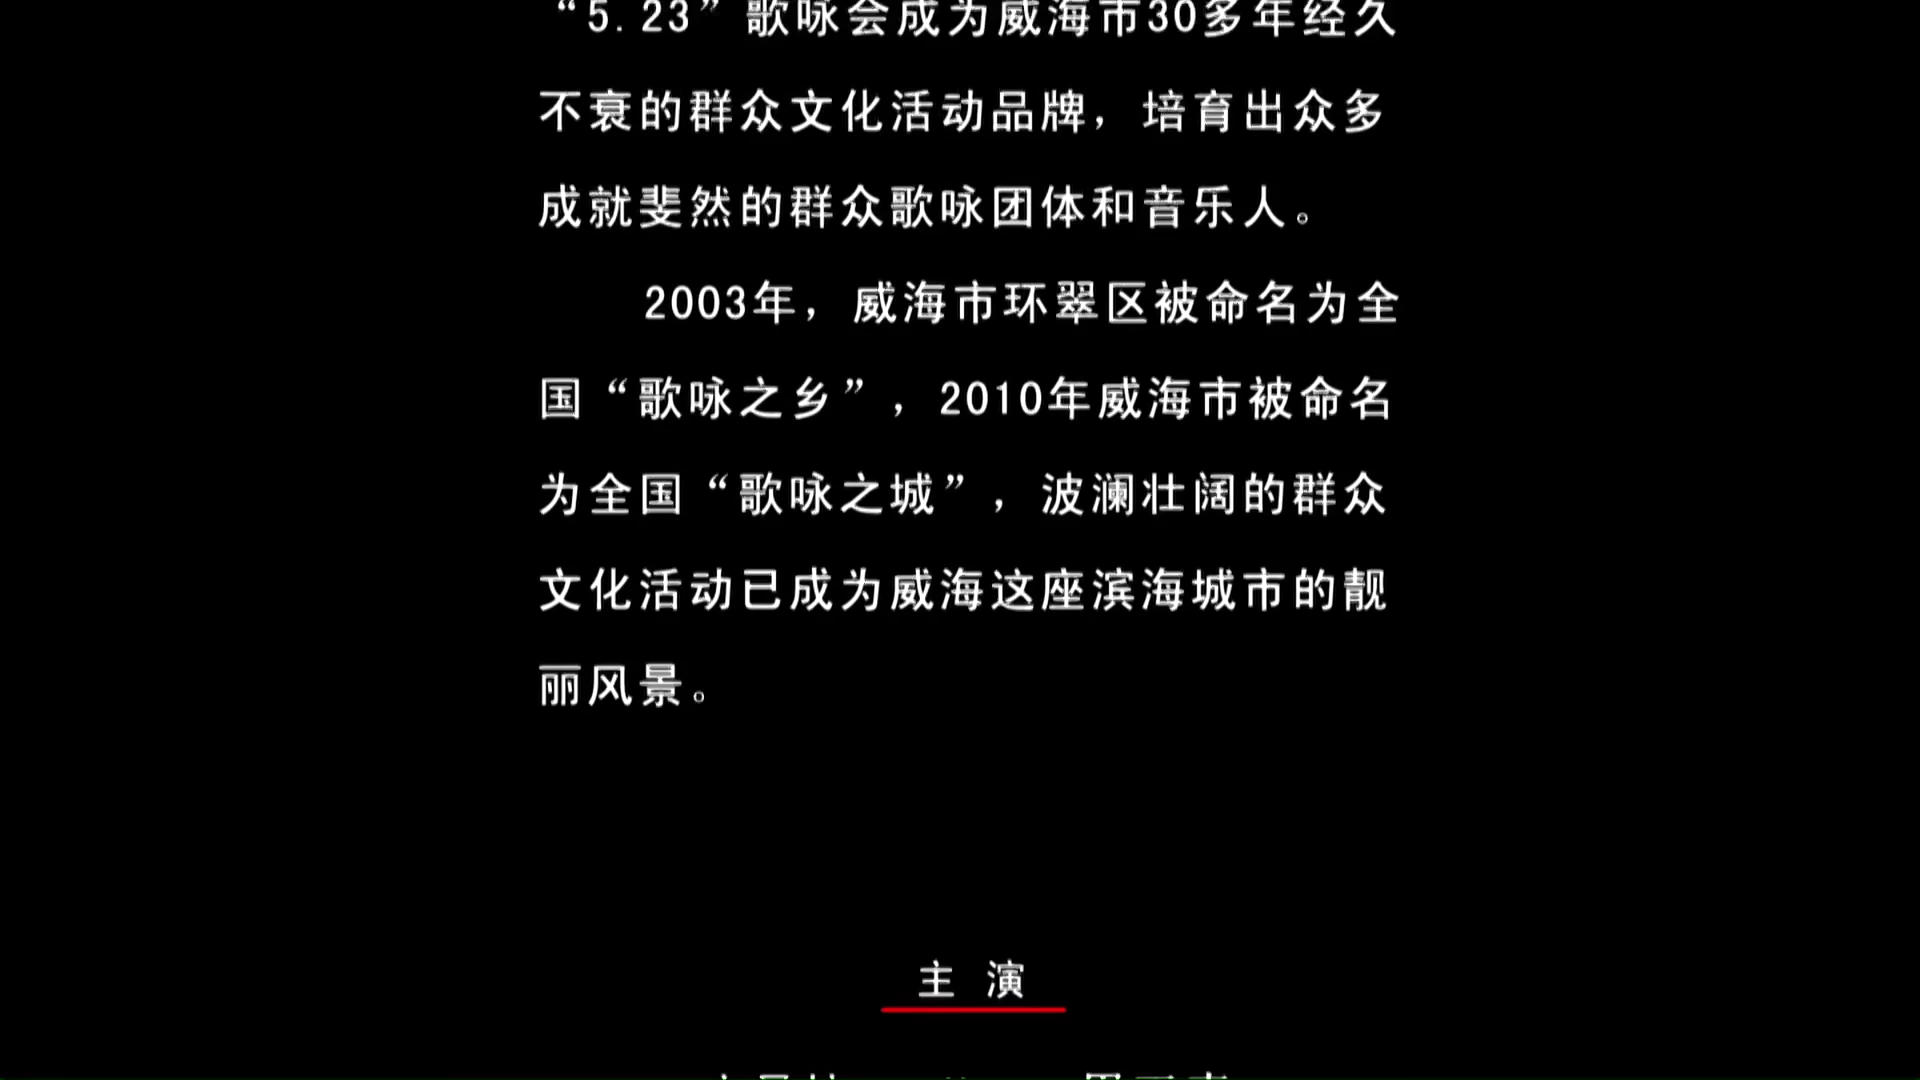 “5.23”歌咏会成为威海市30多年经久
不衰的群众文化活动品牌，培育出众多
成就斐然的群众歌咏团体和音乐人。
2003年，威海市环翠区被命名为全
国“歌咏之乡”，2010年威海市被命名
为全国“歌咏之城”，波澜壮阔的群众
文化活动已成为威海这座滨海城市的靓
丽风景。
主 演